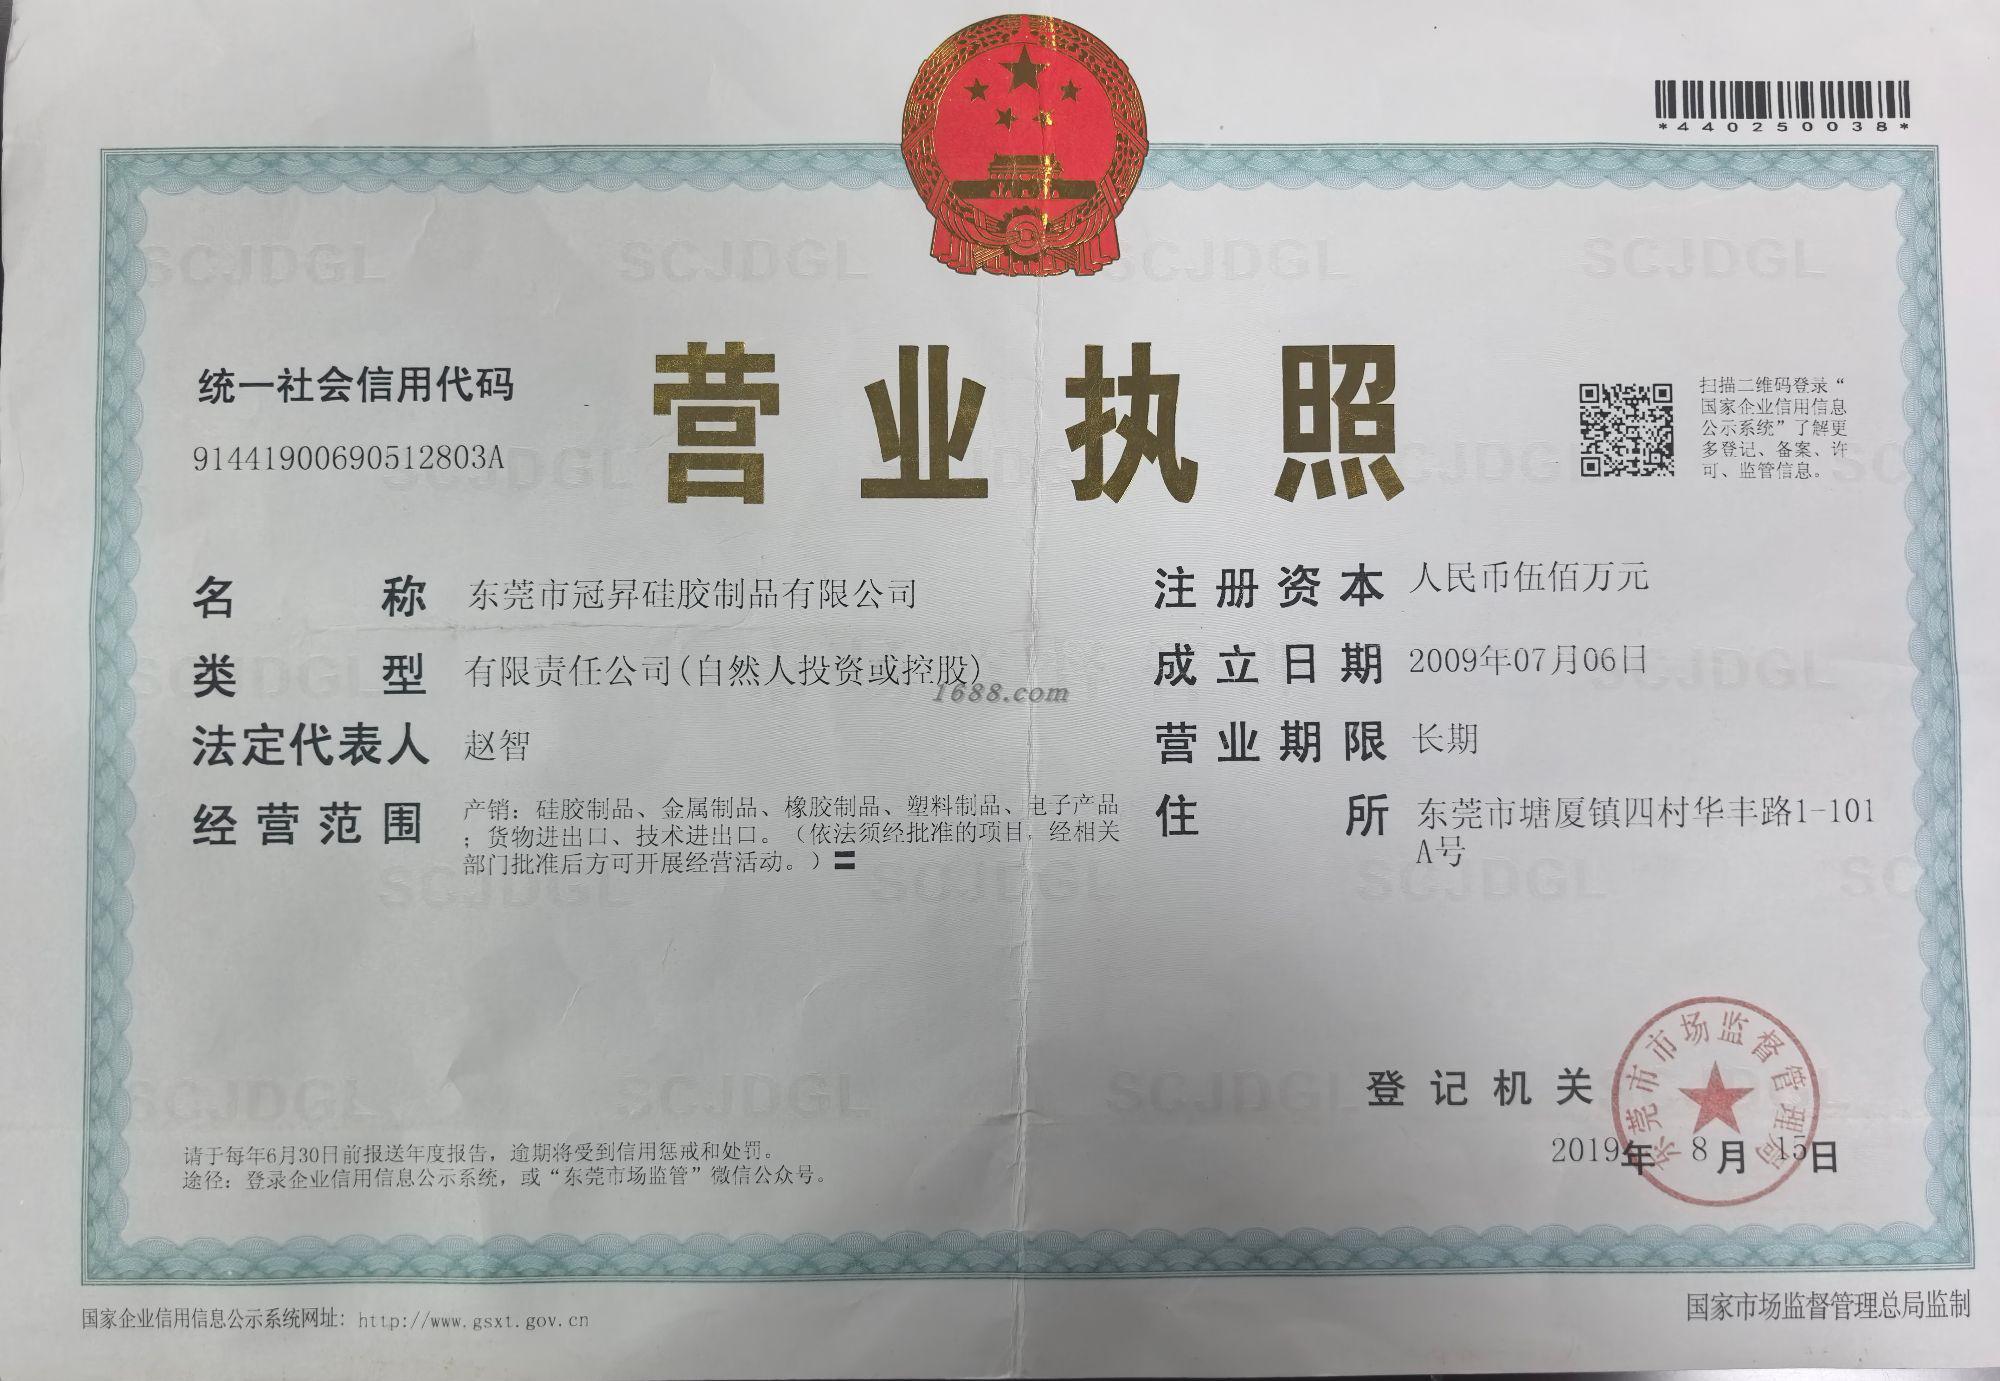 *440250038*
统一社会信用代码
91441900690512803A
营业执照
扫描二维码登录“
国家企业信用信息
公示系统”了解更
多登记、备案、许
可、监管信息。
名称 东莞市冠昇硅胶制品有限公司
类型 有限责任公司(自然人投资或控股)
1688.com
法定代表人 赵智
经营范围 产销：硅胶制品、金属制品、橡胶制品、塑料制品、电子产品
；货物进出口、技术进出口。（依法须经批准的项目，经相关
部门批准后方可开展经营活动。）〓
注册资本 人民币伍佰万元
成立日期 2009年07月06日
营业期限 长期
住所 东莞市塘厦镇四村华丰路1-101
A号
登记机关
东莞市市场监督管理局
2019年 8月 15日
请于每年6月30日前报送年度报告，逾期将受到信用惩戒和处罚。
途径：登录企业信用信息公示系统，或“东莞市场监管”微信公众号。
国家企业信用信息公示系统网址：http://www.gsxt.gov.cn
国家市场监督管理总局监制
SCJDGL
SCJDGL
SCJDGL
SCJDGL
SCJDGL
SCJDGL
SCJDGL
SCJDGL
SCJDGL
SCJDGL
SCJDGL
SCJDGL
SCJDGL